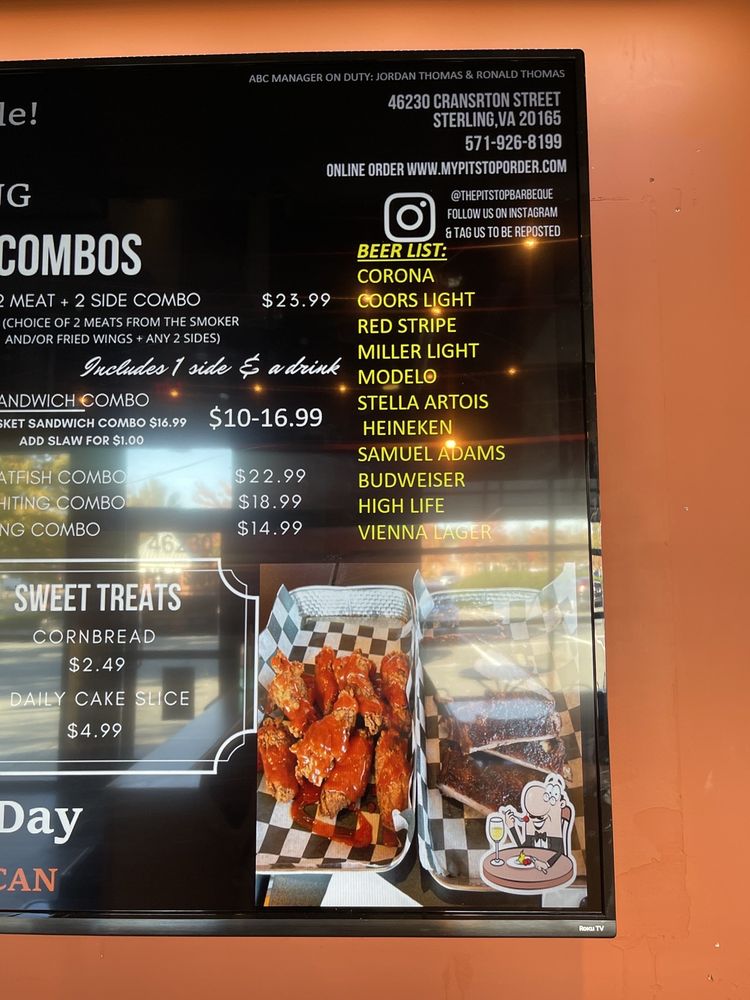 ABC MANAGER ON DUTY: JORDAN THOMAS & RONALD THOMAS
le!
46230 CRANSRTON STREET
STERLING,VA 20165
571-926-8199
ONLINE ORDER WWW.MYPITSTOPORDER.COM
NG
@THEPITSTOPBARBEQUE
FOLLOW US ON INSTAGRAM
& TAG US TO BE REPOSTED
COMBOS
2 MEAT + 2 SIDE COMBO $23.99
(CHOICE OF 2 MEATS FROM THE SMOKER
AND/OR FRIED WINGS + ANY 2 SIDES)
Includes 1 side & a drink
ANDWICH COMBO
SKET SANDWICH COMBO $16.99 $10-16.99
ADD SLAW FOR $1.00
ATFISH COMBO $22.99
HITING COMBO $18.99
NG COMBO $14.99
BEER LIST:
CORONA
COORS LIGHT
RED STRIPE
MILLER LIGHT
MODELO
STELLA ARTOIS
HEINEKEN
SAMUEL ADAMS
BUDWEISER
HIGH LIFE
VIENNA LAGER
46230
SWEET TREATS
CORNBREAD
$2.49
DAILY CAKE SLICE
$4.99
Day
CAN
Roku TV